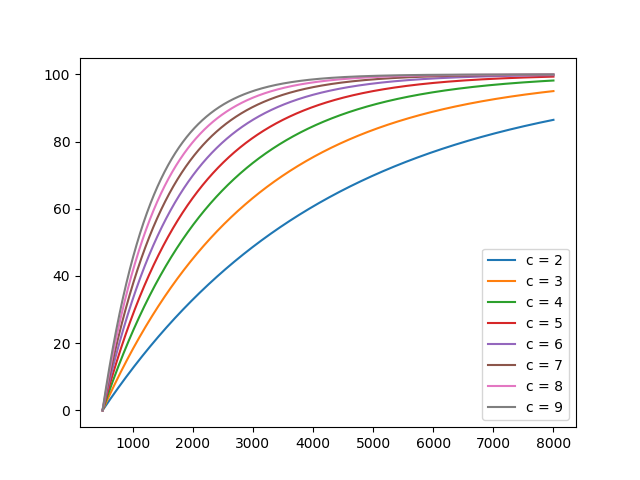 100
80
60
40
20
0
1000 2000 3000 4000 5000 6000 7000 8000
c = 2
c = 3
c = 4
c = 5
c = 6
c = 7
c = 8
c = 9